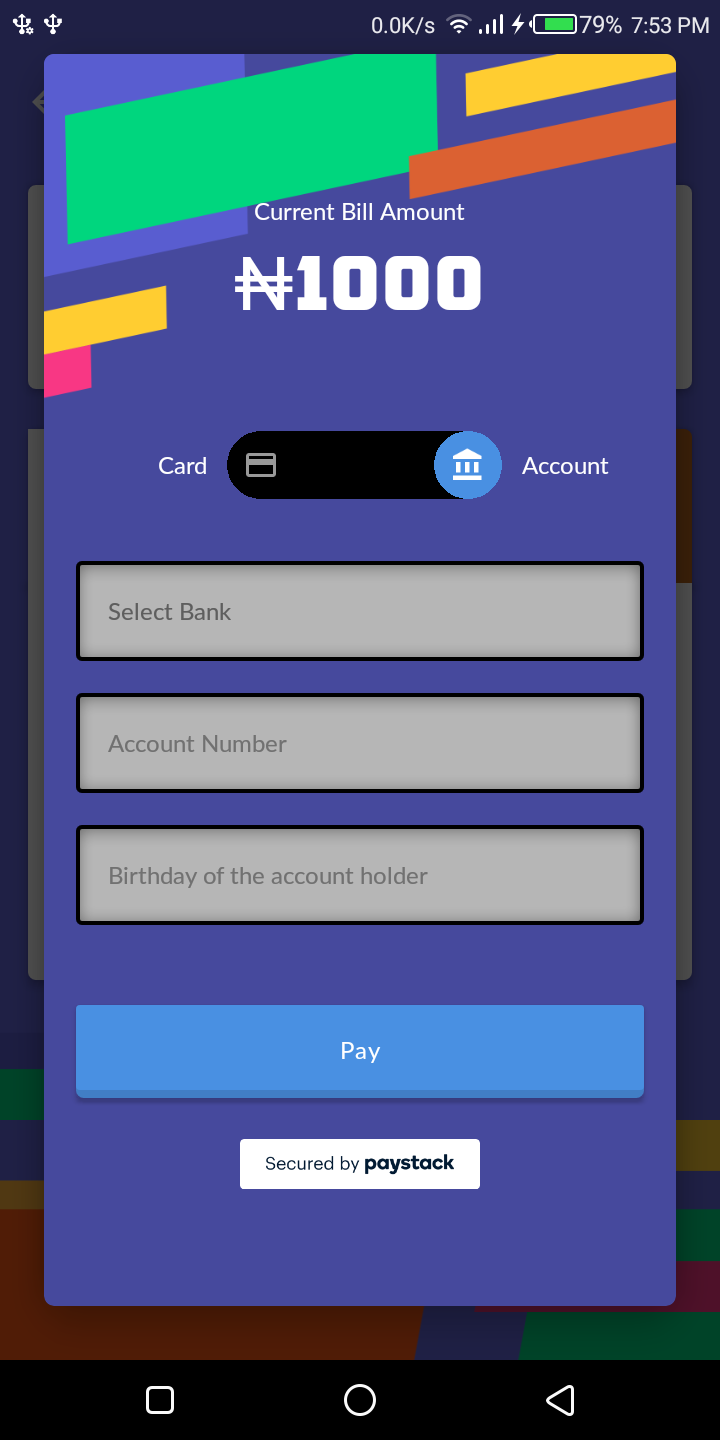 0.0K/s 79% 7:53 PM
Current Bill Amount
₦1000
Card Account
Select Bank
Account Number
Birthday of the account holder
Pay
Secured by paystack